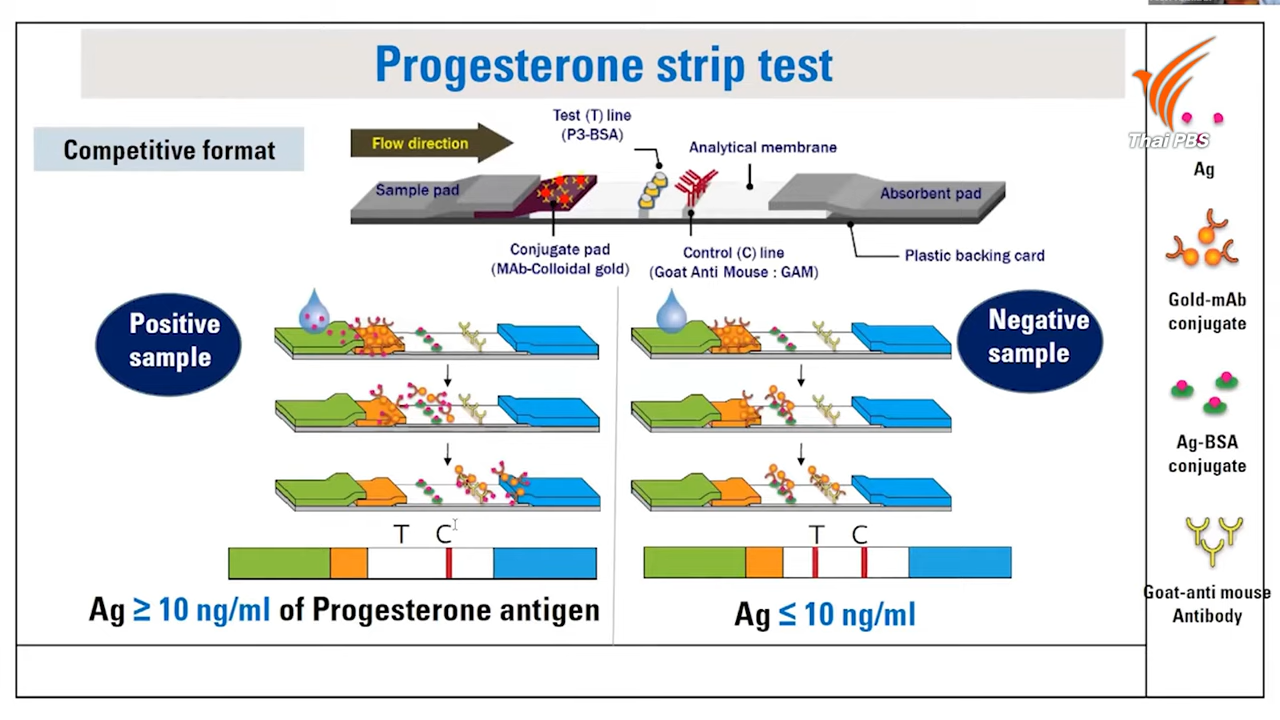 Progesterone strip test
Thai PBS
Competitive format
Flow direction
Test (T) line
(P3-BSA)
Analytical membrane
Sample pad
Absorbent pad
Conjugate pad
(MAb-Colloidal gold)
Control (C) line
(Goat Anti Mouse : GAM)
Plastic backing card
Positive
sample
Negative
sample
T C
T C
Ag ≥ 10 ng/ml of Progesterone antigen
Ag ≤ 10 ng/ml
Ag
Gold-mAb
conjugate
Ag-BSA
conjugate
Goat-anti mouse
Antibody